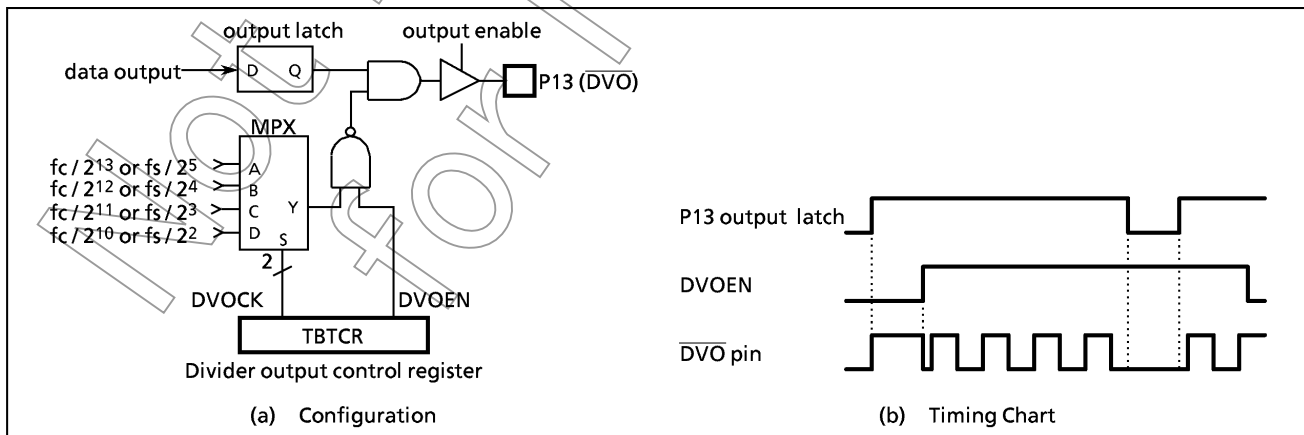 output latch
output enable
data output
D Q
P13 (DVO)
MPX
fc / 2¹³ or fs / 2⁵
fc / 2¹² or fs / 2⁴
fc / 2¹¹ or fs / 2³
fc / 2¹⁰ or fs / 2²
A
B
C
D
Y
S
2
DVOCK
DVOEN
TBTCR
Divider output control register
(a) Configuration
P13 output latch
DVOEN
DVO pin
(b) Timing Chart
Not
for